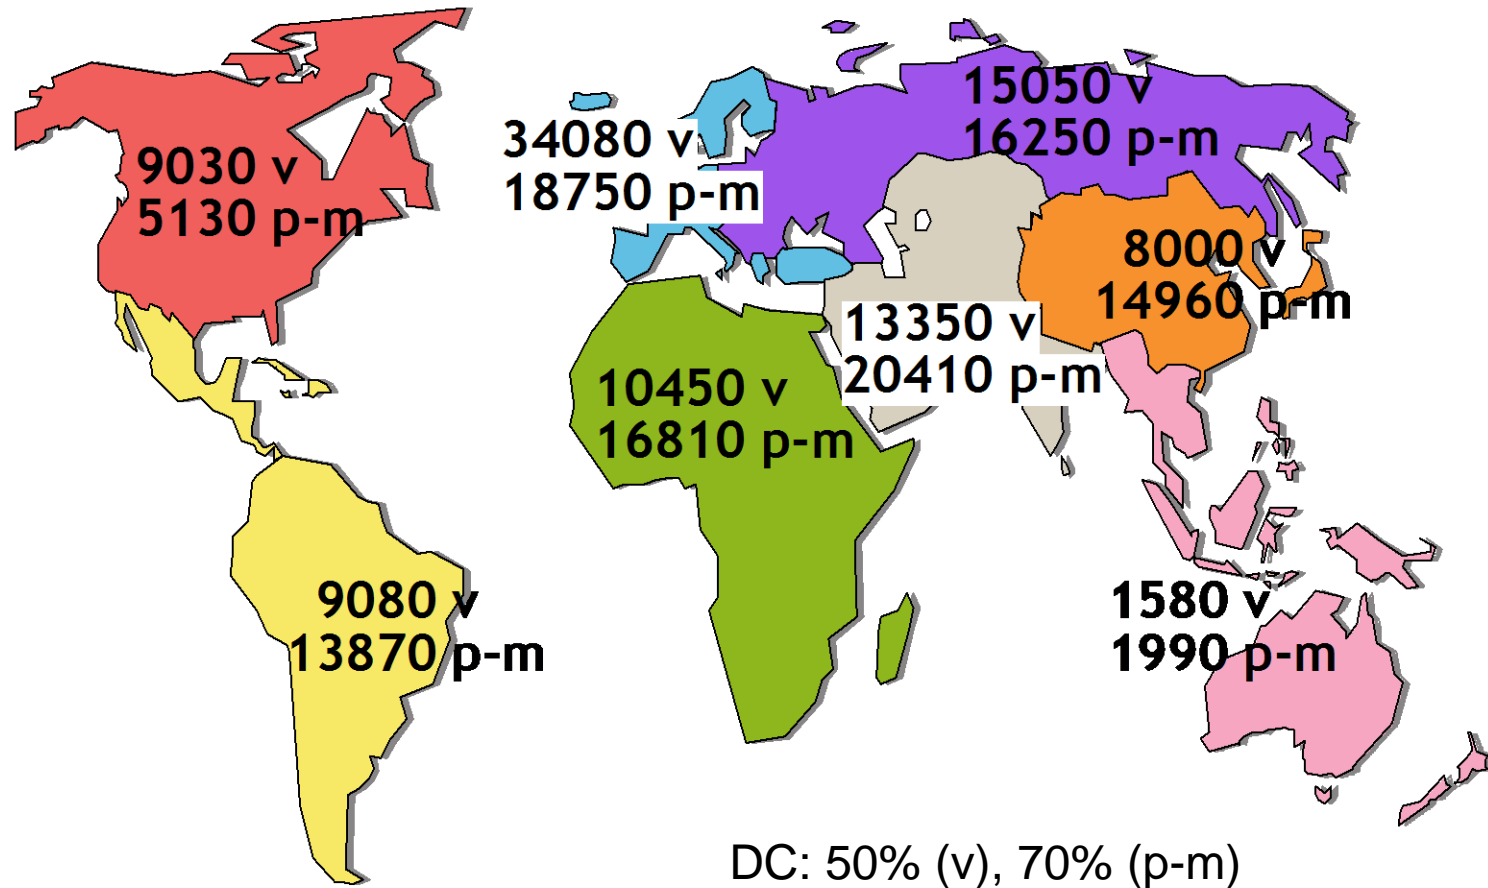 15050 v
16250 p-m
34080 v
18750 p-m
9030 v
5130 p-m
8000 v
14960 p-m
13350 v
20410 p-m
10450 v
16810 p-m
9080 v
13870 p-m
1580 v
1990 p-m
DC: 50% (v), 70% (p-m)